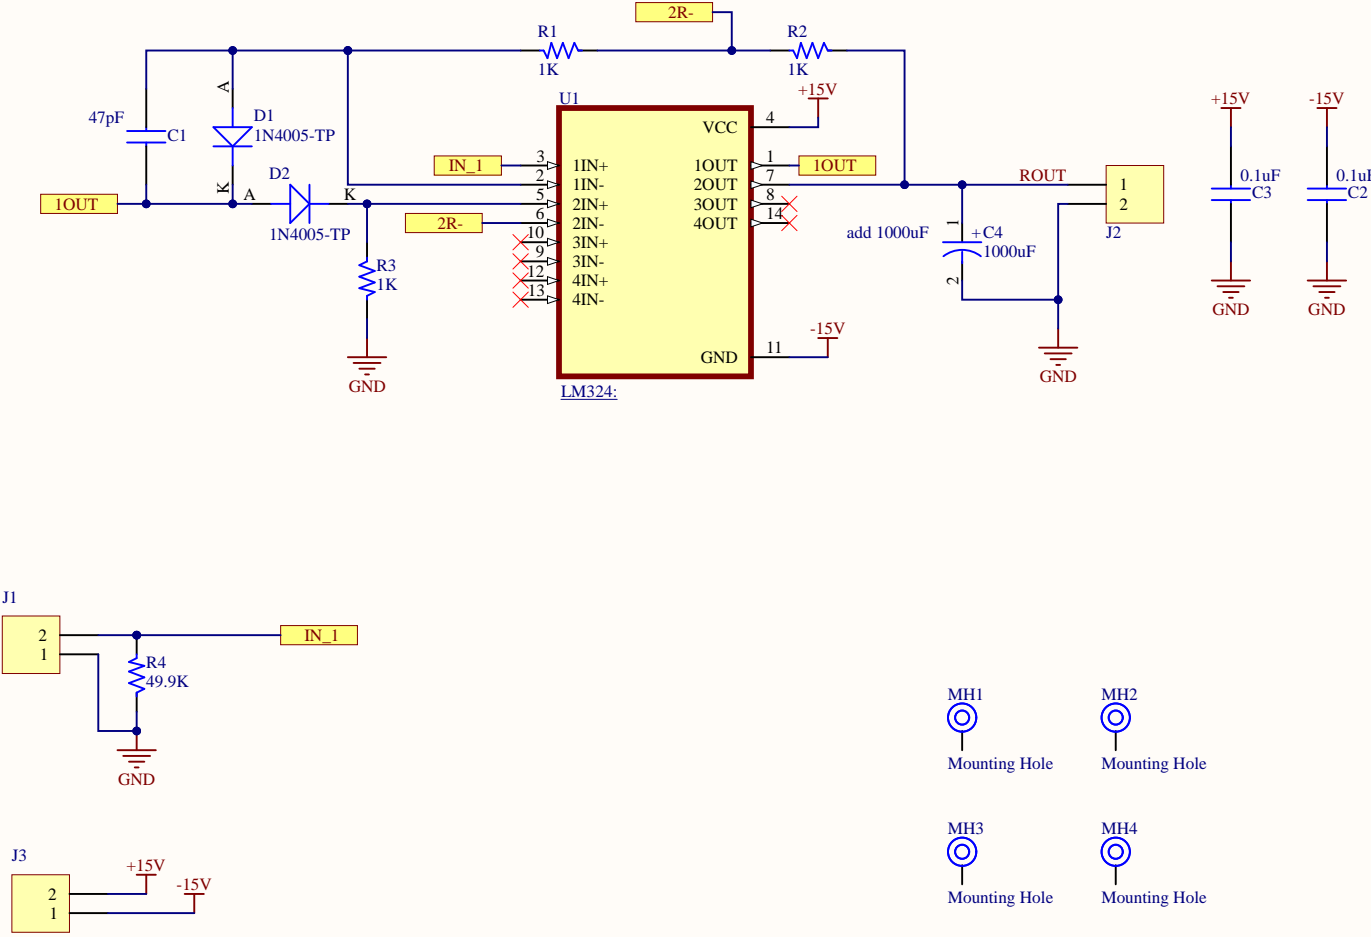 2R-
R1
1K
R2
1K
+15V
U1
47pF
C1
A
D1
1N4005-TP
K
1OUT
D2
A
K
1N4005-TP
R3
1K
GND
IN_1
2R-
3 1IN+
2 1IN-
5 2IN+
6 2IN-
10 3IN+
9 3IN-
12 4IN+
13 4IN-
VCC 4
1OUT 1
2OUT 7
3OUT 8
4OUT 14
GND 11
1OUT
-15V
LM324:
ROUT
add 1000uF
1
+ C4
1000uF
2
1
2
J2
GND
+15V
0.1uF
C3
GND
-15V
0.1uF
C2
GND
J1
2
1
IN_1
R4
49.9K
GND
MH1
Mounting Hole
MH2
Mounting Hole
MH3
Mounting Hole
MH4
Mounting Hole
J3
2
1
+15V
-15V